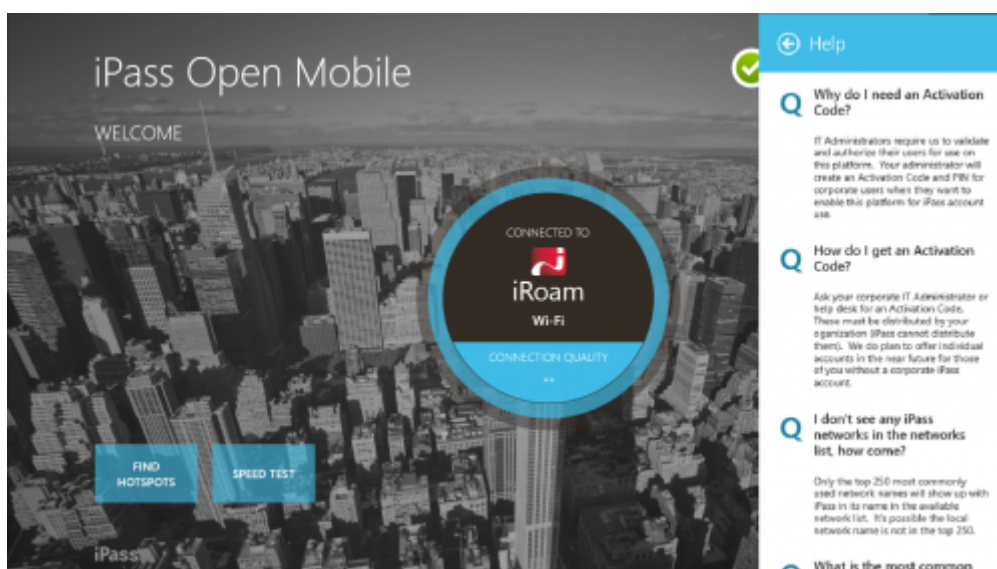 iPass Open Mobile
WELCOME
CONNECTED TO
iRoam
Wi-Fi
CONNECTION QUALITY
--
FIND
HOTSPOTS
SPEED TEST
iPass
Help
Q
Why do I need an Activation
Code?
IT Administrators require us to validate
and authorize their users for use on
this platform. Your administrator will
create an Activation Code and PIN for
corporate users when they want to
enable this platform for iPass account
use.
Q
How do I get an Activation
Code?
Ask your corporate IT Administrator or
help desk for an Activation Code.
These must be distributed by your
oganization (iPass cannot distribute
them). We do plan to offer individual
accounts in the near future for those
of you without a corporate iPass
account.
Q
I don't see any iPass
networks in the networks
list, how come?
Only the top 250 most commonly
used network names will show up with
iPass in its name in the available
network list. It's possible the local
network name is not in the top 250.
What is the most common